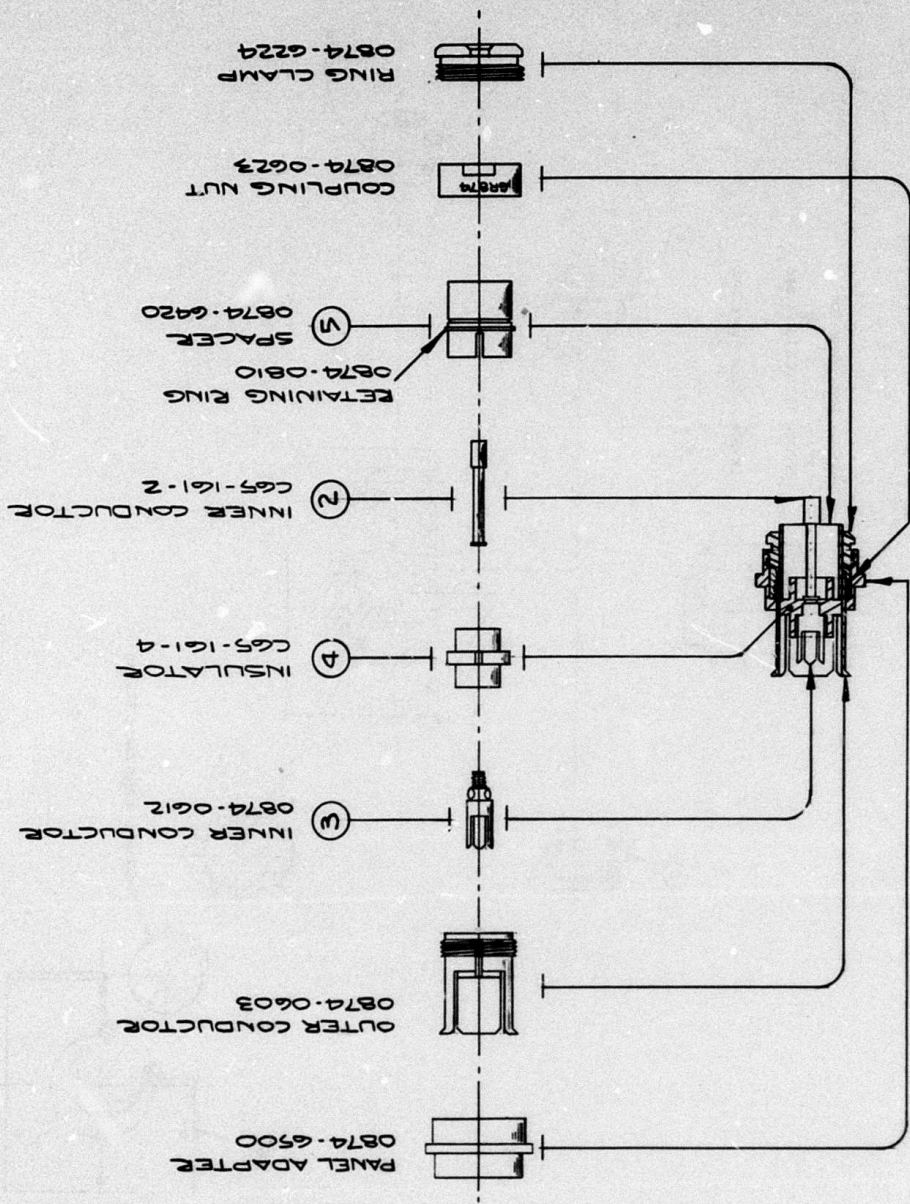 PANEL ADAPTER
0874-6500
OUTER CONDUCTOR
0874-0603
3
INNER CONDUCTOR
0874-0612
4
INSULATOR
C65-161-4
2
INNER CONDUCTOR
C65-161-2
RETAINING RING
0874-0810
5
SPACER
0874-6420
GR874
COUPLING NUT
0874-0623
RING CLAMP
0874-6224